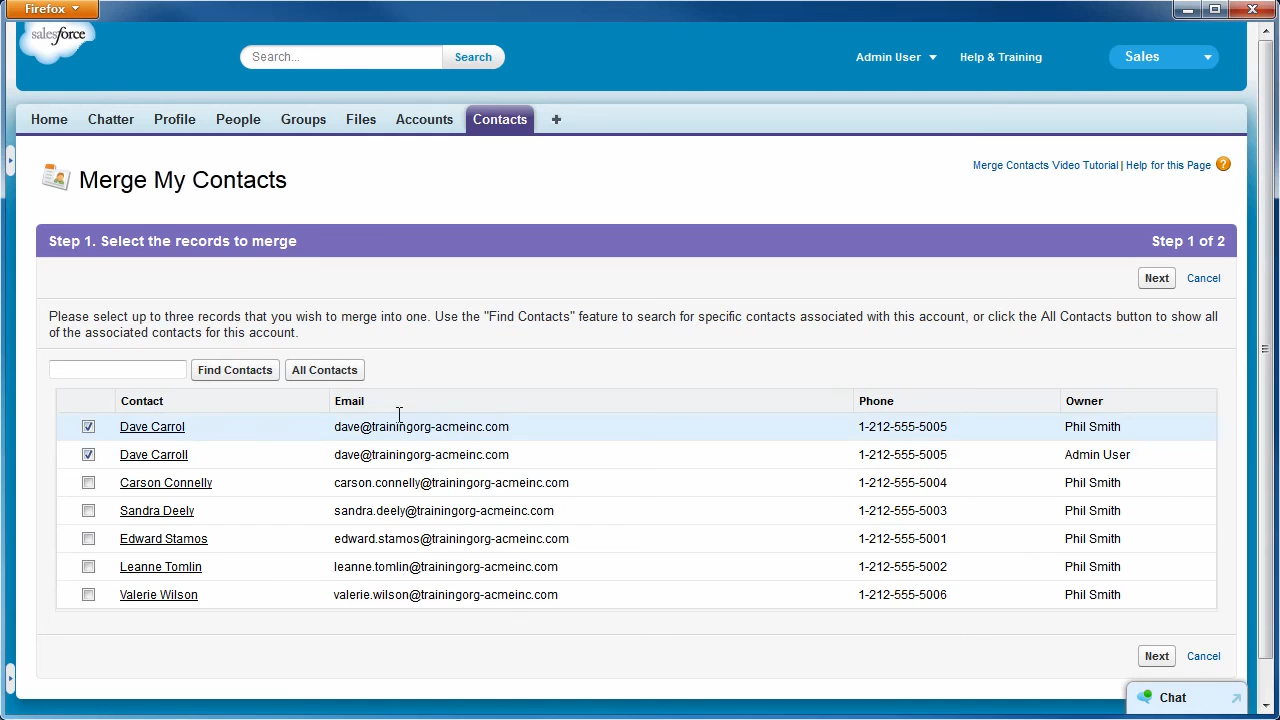 Firefox
salesforce
Search...
Search
Admin User
Help & Training
Sales
Home
Chatter
Profile
People
Groups
Files
Accounts
Contacts
+
Merge My Contacts
Merge Contacts Video Tutorial | Help for this Page ?
Step 1. Select the records to merge
Step 1 of 2
Next
Cancel
Please select up to three records that you wish to merge into one. Use the "Find Contacts" feature to search for specific contacts associated with this account, or click the All Contacts button to show all
of the associated contacts for this account.
Find Contacts
All Contacts
Contact Email Phone Owner
Dave Carrol dave@trainingorg-acmeinc.com 1-212-555-5005 Phil Smith
Dave Carroll dave@trainingorg-acmeinc.com 1-212-555-5005 Admin User
Carson Connelly carson.connelly@trainingorg-acmeinc.com 1-212-555-5004 Phil Smith
Sandra Deely sandra.deely@trainingorg-acmeinc.com 1-212-555-5003 Phil Smith
Edward Stamos edward.stamos@trainingorg-acmeinc.com 1-212-555-5001 Phil Smith
Leanne Tomlin leanne.tomlin@trainingorg-acmeinc.com 1-212-555-5002 Phil Smith
Valerie Wilson valerie.wilson@trainingorg-acmeinc.com 1-212-555-5006 Phil Smith
Next
Cancel
Chat